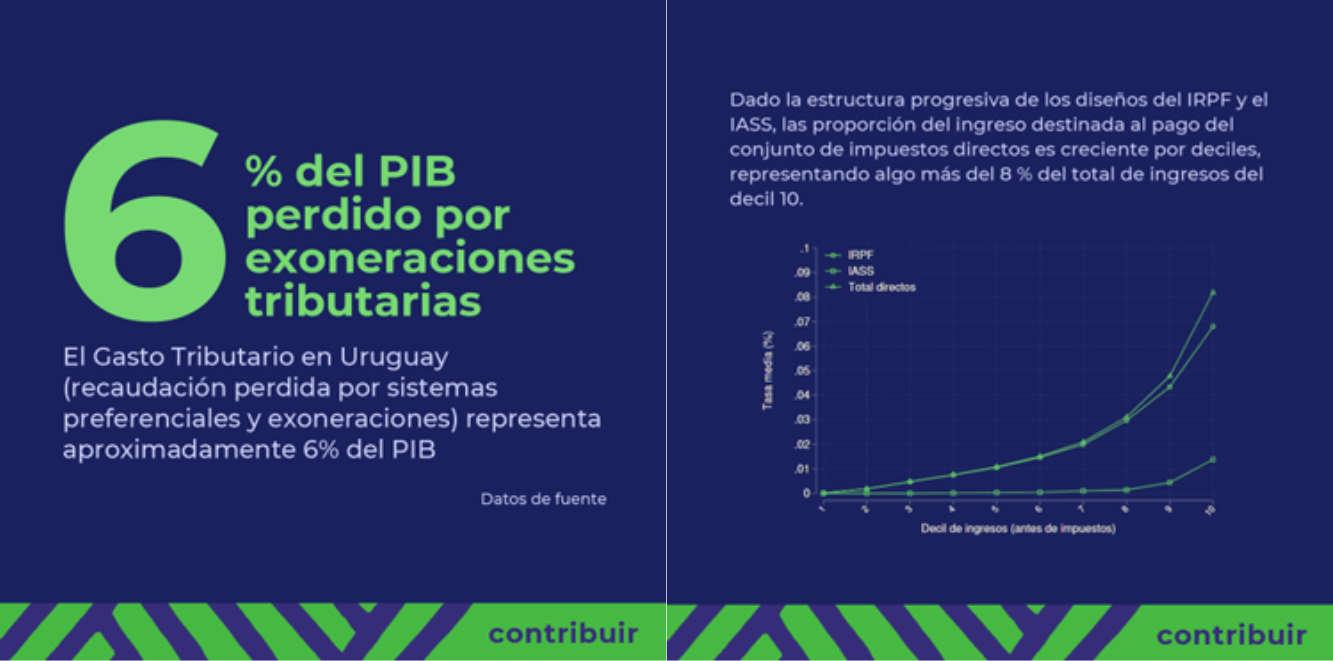 6
% del PIB
perdido por
exoneraciones
tributarias
El Gasto Tributario en Uruguay
(recaudación perdida por sistemas
preferenciales y exoneraciones) representa
aproximadamente 6% del PIB
Datos de fuente
contribuir
Dado la estructura progresiva de los diseños del IRPF y el
IASS, las proporción del ingreso destinada al pago del
conjunto de impuestos directos es creciente por deciles,
representando algo más del 8 % del total de ingresos del
decil 10.
IRPF
IASS
Total directos
Tasa media (%)
.1
.09
.08
.07
.06
.05
.04
.03
.02
.01
0
1 2 3 4 5 6 7 8 9 10
Decil de ingresos (antes de impuestos)
contribuir